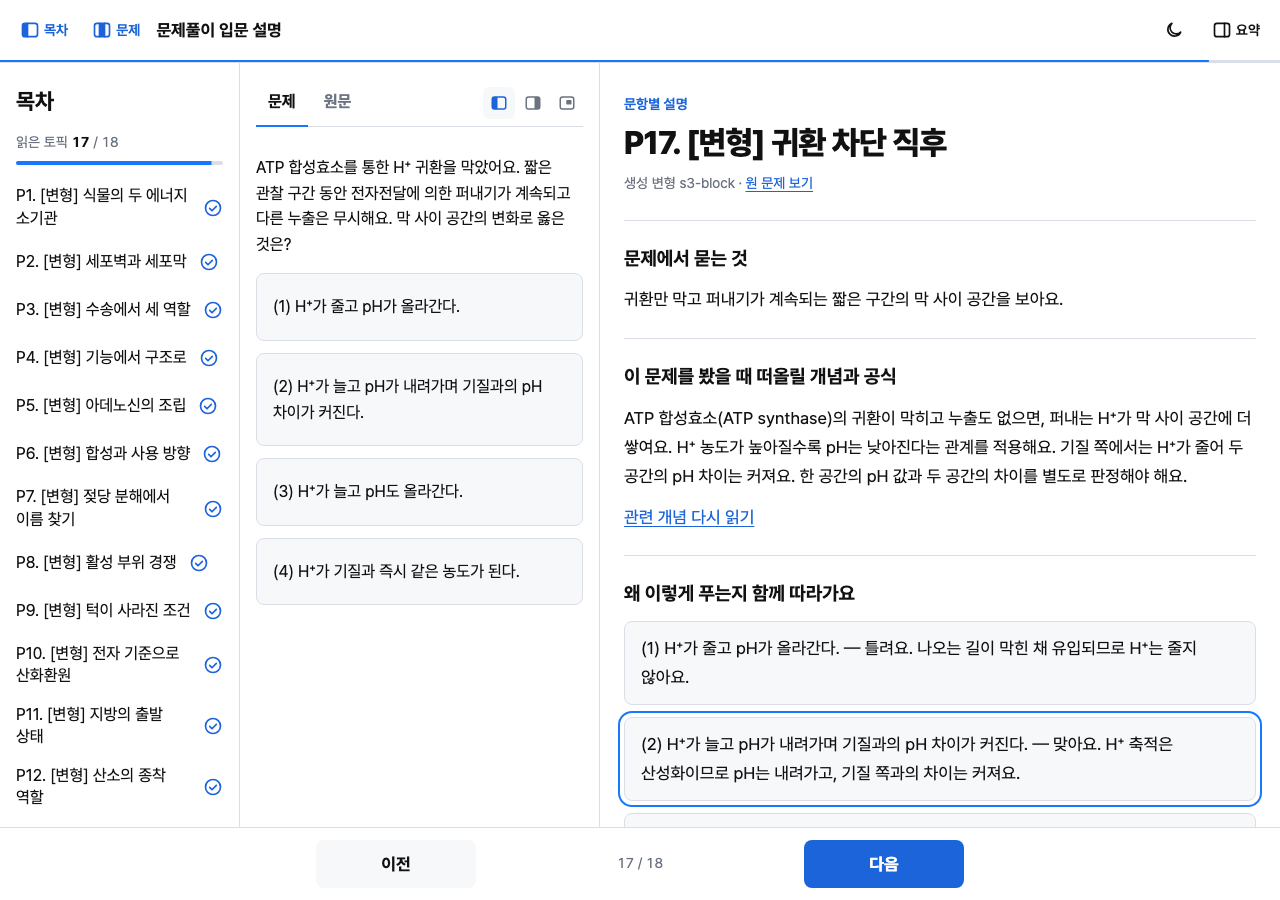 목차
문제
문제풀이 입문 설명
요약
목차
읽은 토픽 17 / 18
P1. [변형] 식물의 두 에너지
소기관
P2. [변형] 세포벽과 세포막
P3. [변형] 수송에서 세 역할
P4. [변형] 기능에서 구조로
P5. [변형] 아데노신의 조립
P6. [변형] 합성과 사용 방향
P7. [변형] 젖당 분해에서
이름 찾기
P8. [변형] 활성 부위 경쟁
P9. [변형] 턱이 사라진 조건
P10. [변형] 전자 기준으로
산화환원
P11. [변형] 지방의 출발
상태
P12. [변형] 산소의 종착
역할
문제
원문
ATP 합성효소를 통한 H⁺ 귀환을 막았어요. 짧은
관찰 구간 동안 전자전달에 의한 퍼내기가 계속되고
다른 누출은 무시해요. 막 사이 공간의 변화로 옳은
것은?
(1) H⁺가 줄고 pH가 올라간다.
(2) H⁺가 늘고 pH가 내려가며 기질과의 pH
차이가 커진다.
(3) H⁺가 늘고 pH도 올라간다.
(4) H⁺가 기질과 즉시 같은 농도가 된다.
문항별 설명
P17. [변형] 귀환 차단 직후
생성 변형 s3-block · 원 문제 보기
문제에서 묻는 것
귀환만 막고 퍼내기가 계속되는 짧은 구간의 막 사이 공간을 보아요.
이 문제를 봤을 때 떠올릴 개념과 공식
ATP 합성효소(ATP synthase)의 귀환이 막히고 누출도 없으면, 퍼내는 H⁺가 막 사이 공간에 더
쌓여요. H⁺ 농도가 높아질수록 pH는 낮아진다는 관계를 적용해요. 기질 쪽에서는 H⁺가 줄어 두
공간의 pH 차이는 커져요. 한 공간의 pH 값과 두 공간의 차이를 별도로 판정해야 해요.
관련 개념 다시 읽기
왜 이렇게 푸는지 함께 따라가요
(1) H⁺가 줄고 pH가 올라간다. — 틀려요. 나오는 길이 막힌 채 유입되므로 H⁺는 줄지
않아요.
(2) H⁺가 늘고 pH가 내려가며 기질과의 pH 차이가 커진다. — 맞아요. H⁺ 축적은
산성화이므로 pH는 내려가고, 기질 쪽과의 차이는 커져요.
이전
17 / 18
다음